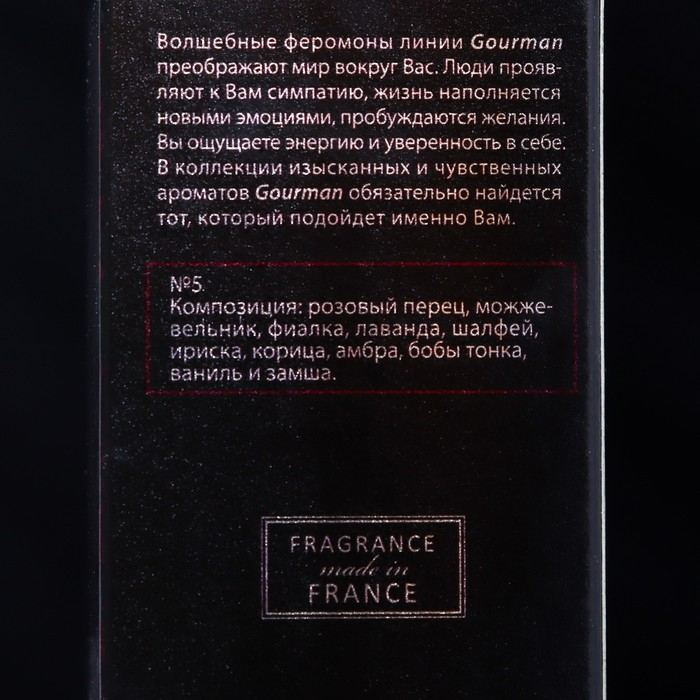 Волшебные феромоны линии Gourman
преображают мир вокруг Вас. Люди прояв-
ляют к Вам симпатию, жизнь наполняется
новыми эмоциями, пробуждаются желания.
Вы ощущаете энергию и уверенность в себе.
В коллекции изысканных и чувственных
ароматов Gourman обязательно найдется
тот, который подойдет именно Вам.
№5.
Композиция: розовый перец, можже-
вельник, фиалка, лаванда, шалфей,
ириска, корица, амбра, бобы тонка,
ваниль и замша.
FRAGRANCE
made in
FRANCE